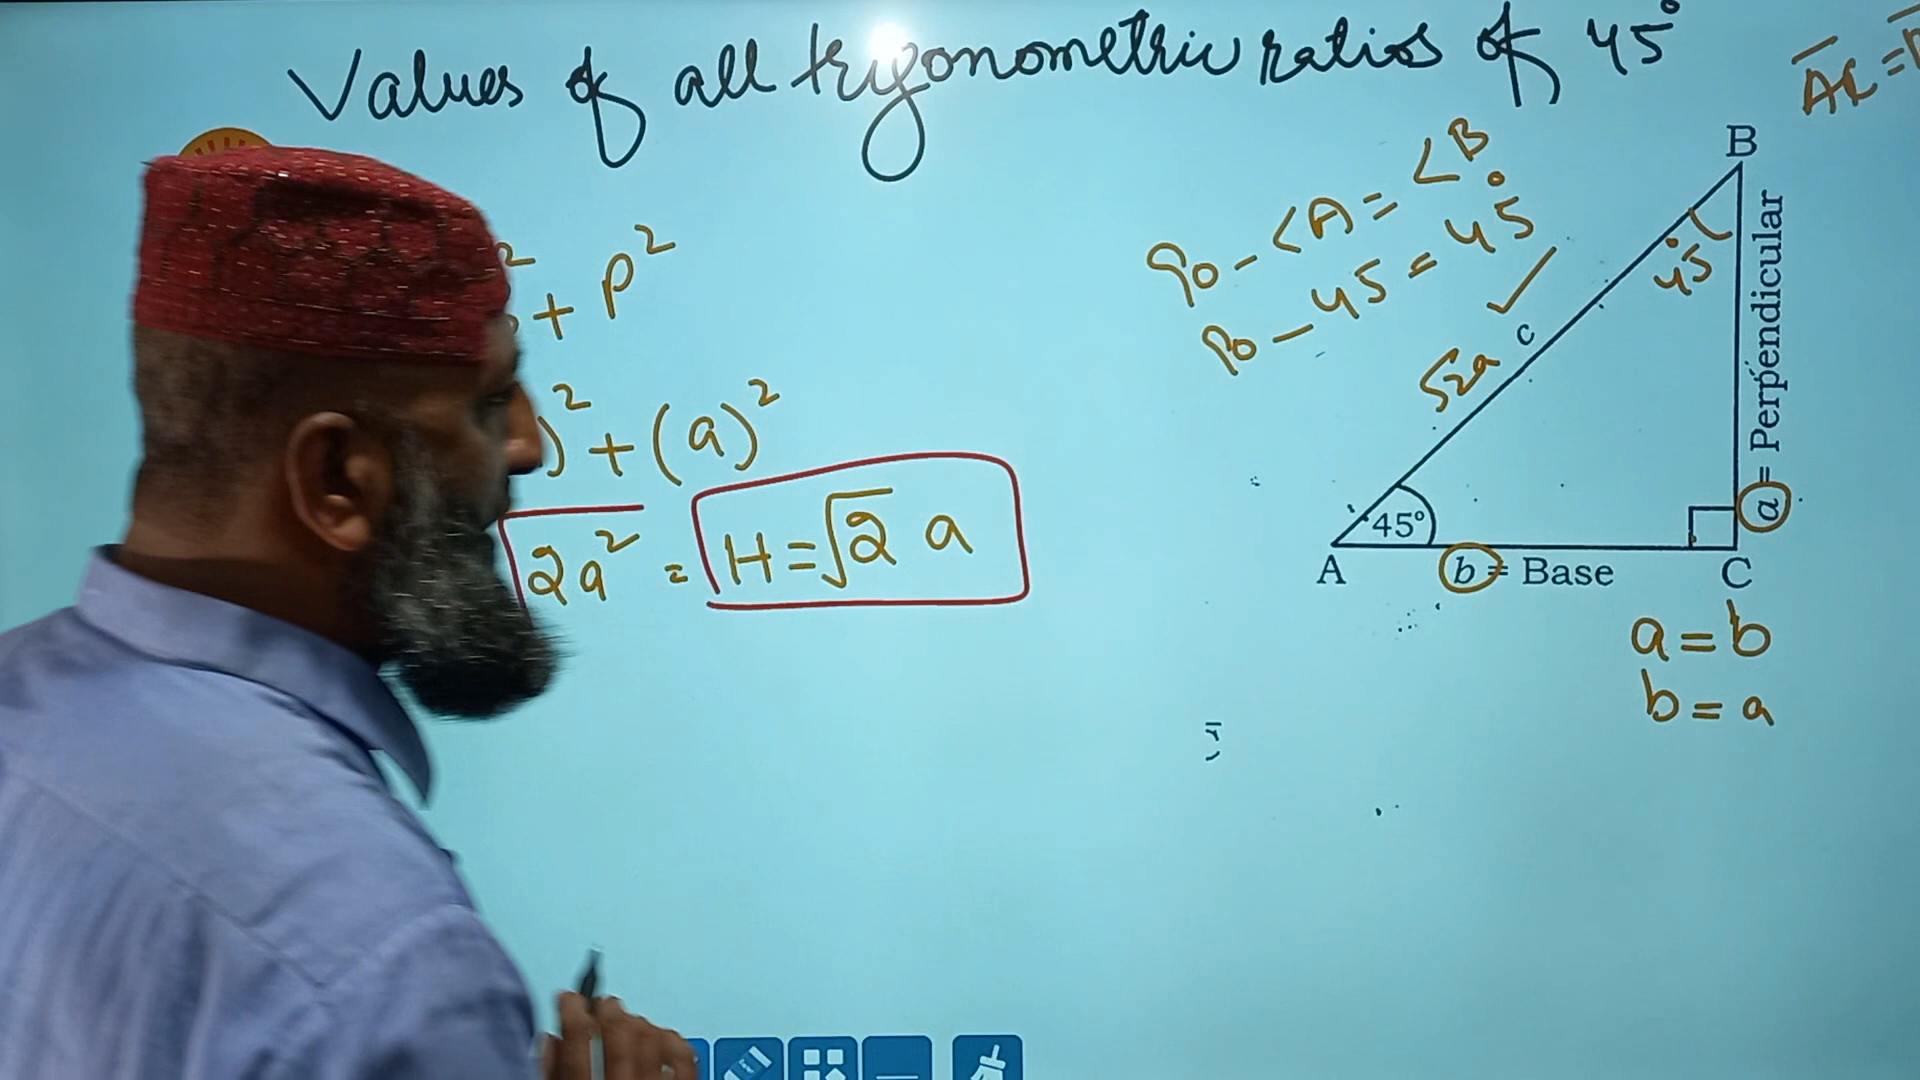 Values of all trigonometric ratios of 45°
2 + P²
)² + (a)²
2a² = H = √2 a
90 - <A = <B
90 - 45 = 45°
√2a
c
B
45°
a = Perpendicular
45°
A
b = Base
C
a = b
b = a